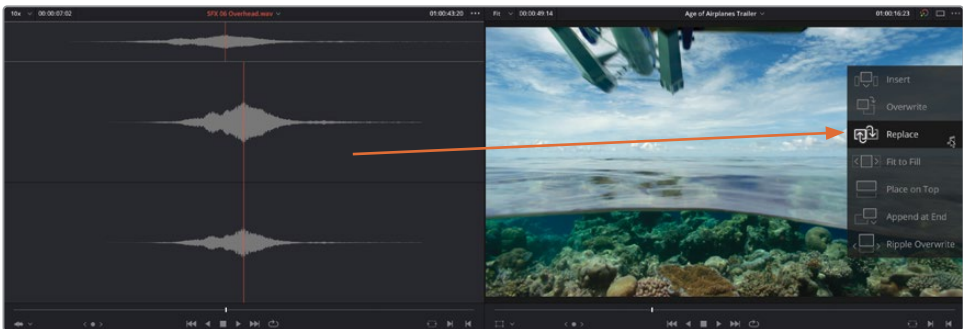 10x 00:00:07:02 SFX 06 Overhead.wav 01:00:43:20
Fit 00:00:49:14 Age of Airplanes Trailer 01:00:16:23
Insert
Overwrite
Replace
Fit to Fill
Place on Top
Append at End
Ripple Overwrite